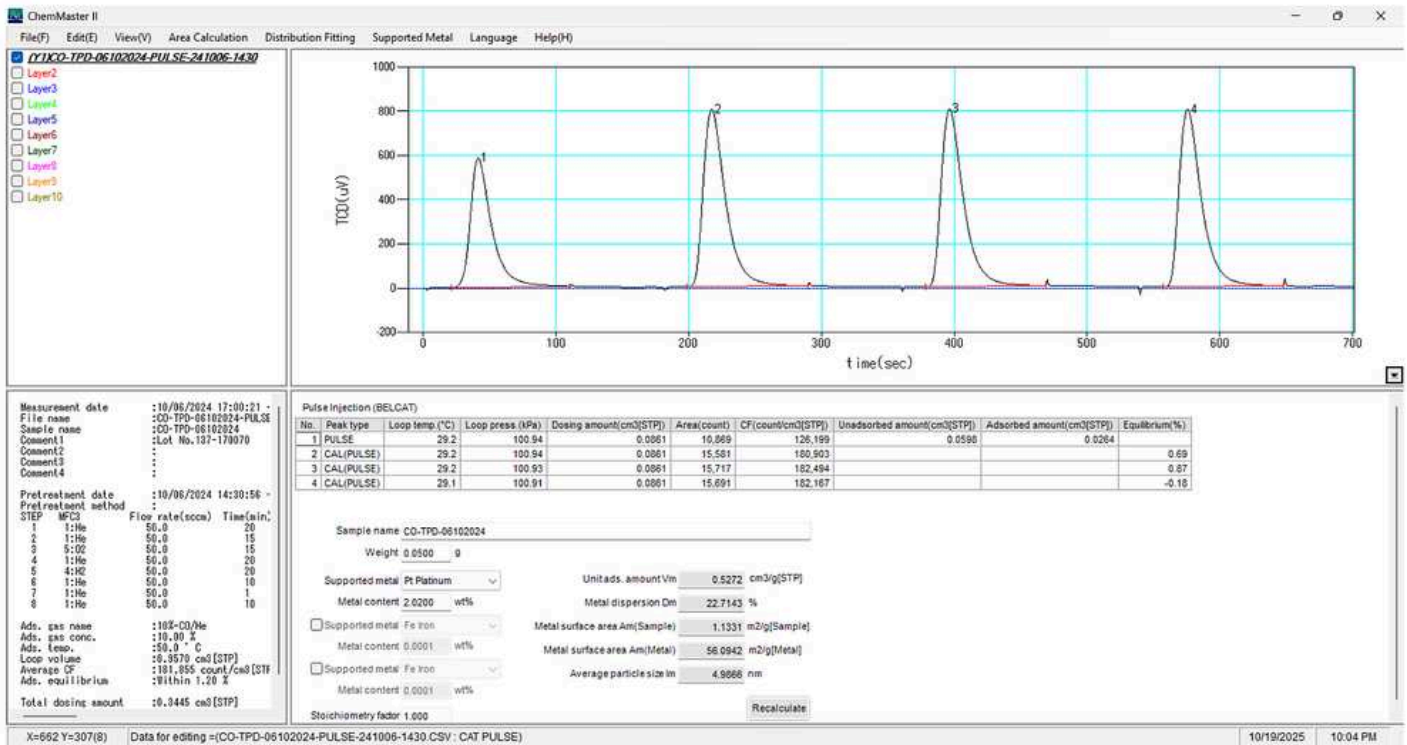 ChemMaster II
File(F) Edit(E) View(V) Area Calculation Distribution Fitting Supported Metal Language Help(H)
(Y1)CO-TPD-06102024-PULSE-241006-1430
Layer2
Layer3
Layer4
Layer5
Layer6
Layer7
Layer8
Layer9
Layer10
TCD(uV)
1000
800
600
400
200
0
-200
1
2
3
4
0 100 200 300 400 500 600 700
time(sec)
Measurement date :10/06/2024 17:00:21 -
File name :CO-TPD-06102024-PULSE
Sample name :CO-TPD-06102024
Comment1 :Lot No.137-170070
Comment2 :
Comment3 :
Comment4 :
Pretreatment date :10/06/2024 14:30:56 -
Pretreatment method :
STEP MFC3 Flow rate(sccm) Time(min)
1 1:He 50.0 20
2 1:He 50.0 15
3 5:O2 50.0 15
4 1:He 50.0 20
5 4:H2 50.0 20
6 1:He 50.0 10
7 1:He 50.0 1
8 1:He 50.0 10
Ads. gas name :10%-CO/He
Ads. gas conc. :10.00 %
Ads. temp. :50.0 ° C
Loop volume :0.9570 cm3[STP]
Average CF :181,855 count/cm3[STP
Ads. equilibrium :Within 1.20 %
Total dosing amount :0.3445 cm3[STP]
Pulse Injection (BELCAT)
No. Peak type Loop temp.(°C) Loop press.(kPa) Dosing amount(cm3[STP]) Area(count) CF(count/cm3[STP]) Unadsorbed amount(cm3[STP]) Adsorbed amount(cm3[STP]) Equilibrium(%)
1 PULSE 29.2 100.94 0.0861 10,869 126,199 0.0598 0.0264
2 CAL(PULSE) 29.2 100.94 0.0861 15,581 180,903 0.69
3 CAL(PULSE) 29.2 100.93 0.0861 15,717 182,494 0.87
4 CAL(PULSE) 29.1 100.91 0.0861 15,691 182,167 -0.18
Sample name CO-TPD-06102024
Weight 0.0500 g
Supported metal Pt Platinum
Metal content 2.0200 wt%
Supported metal Fe Iron
Metal content 0.0001 wt%
Supported metal Fe Iron
Metal content 0.0001 wt%
Stoichiometry factor 1.000
Unit ads. amount Vm 0.5272 cm3/g[STP]
Metal dispersion Dm 22.7143 %
Metal surface area Am(Sample) 1.1331 m2/g[Sample]
Metal surface area Am(Metal) 56.0942 m2/g[Metal]
Average particle size lm 4.9866 nm
Recalculate
X=662 Y=307(8) Data for editing =(CO-TPD-06102024-PULSE-241006-1430.CSV : CAT PULSE) 10/19/2025 10:04 PM